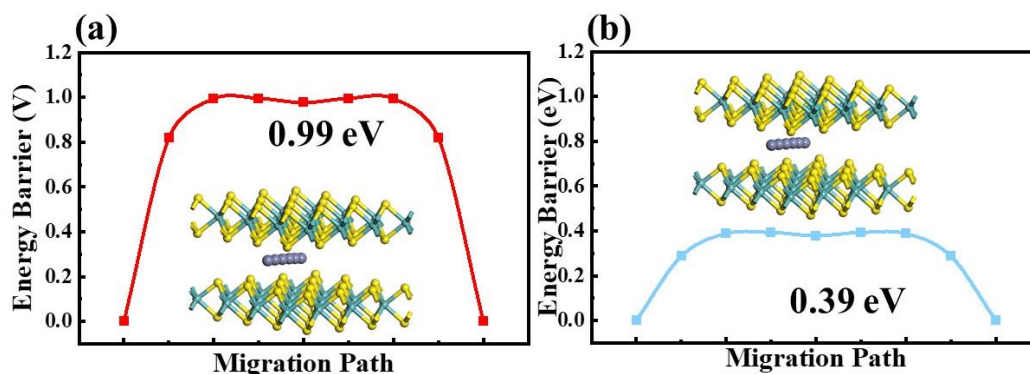 (a)
Energy Barrier (V)
1.2
1.0
0.8
0.6
0.4
0.2
0.0
0.99 eV
Migration Path
(b)
Energy Barrier (eV)
1.2
1.0
0.8
0.6
0.4
0.2
0.0
0.39 eV
Migration Path